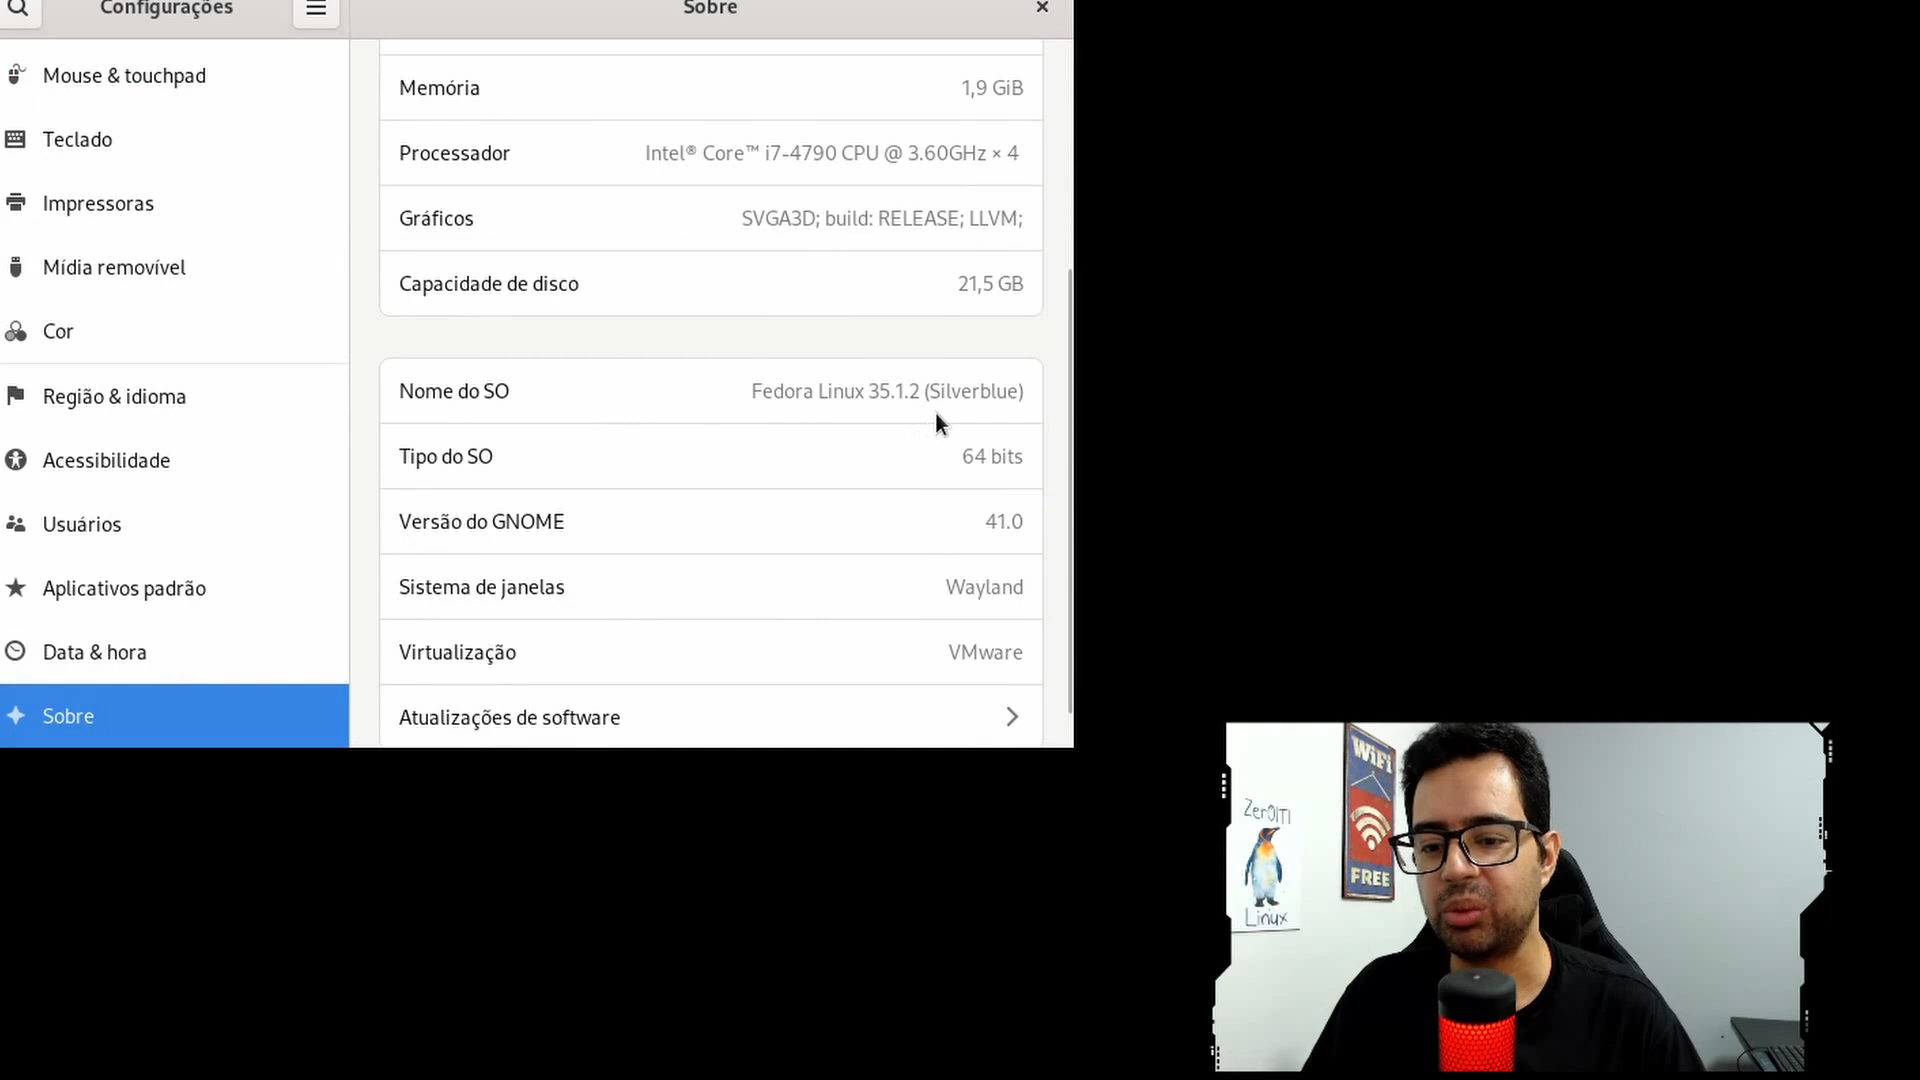 Configurações
Sobre
Mouse & touchpad
Teclado
Impressoras
Mídia removível
Cor
Região & idioma
Acessibilidade
Usuários
Aplicativos padrão
Data & hora
Sobre
Memória 1,9 GiB
Processador Intel® Core™ i7-4790 CPU @ 3.60GHz × 4
Gráficos SVGA3D; build: RELEASE; LLVM;
Capacidade de disco 21,5 GB
Nome do SO Fedora Linux 35.1.2 (Silverblue)
Tipo do SO 64 bits
Versão do GNOME 41.0
Sistema de janelas Wayland
Virtualização VMware
Atualizações de software
Zer0ITI
Linux
WiFi
FREE